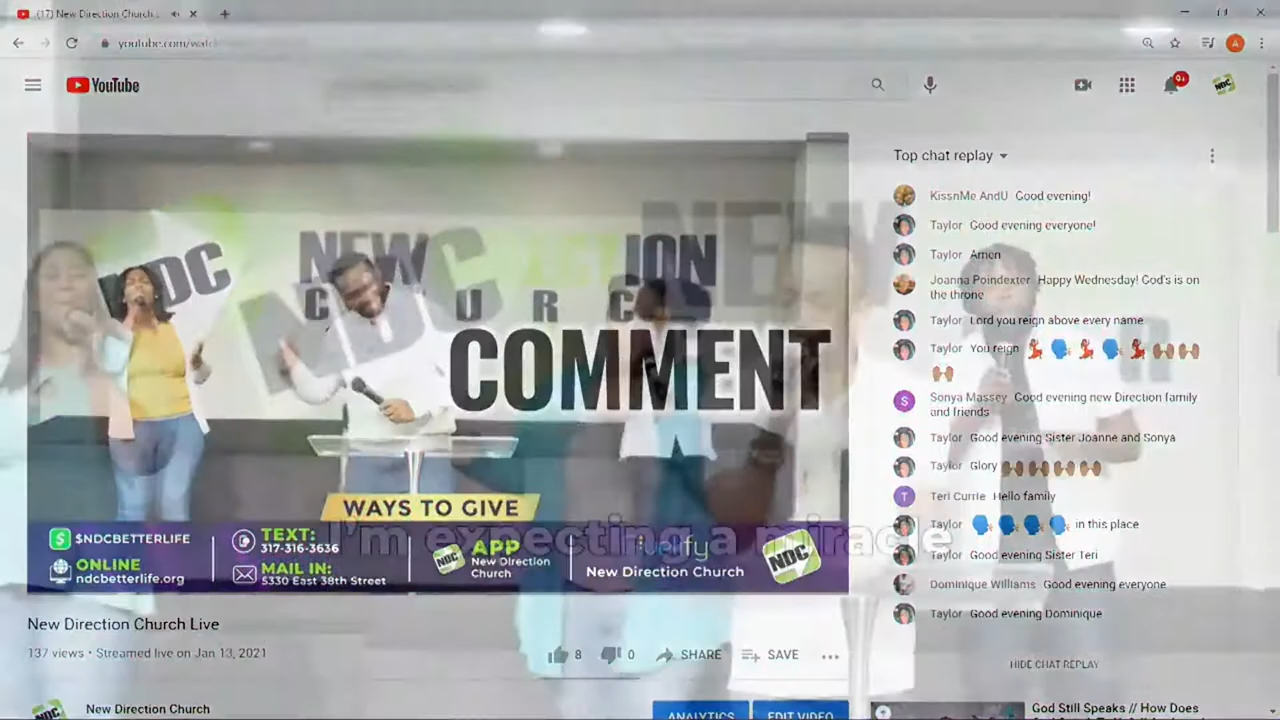 (17) New Direction Church
youtube.com/watch
YouTube
9+
A
NDC
Top chat replay
KissnMe AndU Good evening!
Taylor Good evening everyone!
Taylor Amen
Joanna Poindexter Happy Wednesday! God's is on
the throne
Taylor Lord you reign above every name
Taylor You reign
Sonya Massey Good evening new Direction family
and friends
Taylor Good evening Sister Joanne and Sonya
Taylor Glory
Teri Currie Hello family
Taylor in this place
Taylor Good evening Sister Teri
Dominique Williams Good evening everyone
Taylor Good evening Dominique
HIDE CHAT REPLAY
NDC
NEW
COMMENT
WAYS TO GIVE
$NDCBETTERLIFE
ONLINE
ndcbetterlife.org
TEXT:
317-316-3636
MAIL IN:
5330 East 38th Street
NDC
APP
New Direction
Church
New Direction Church
NDC
I'm expecting a miracle
New Direction Church Live
137 views • Streamed live on Jan 13, 2021
8 0 SHARE SAVE
New Direction Church
ANALYTICS EDIT VIDEO
God Still Speaks // How Does